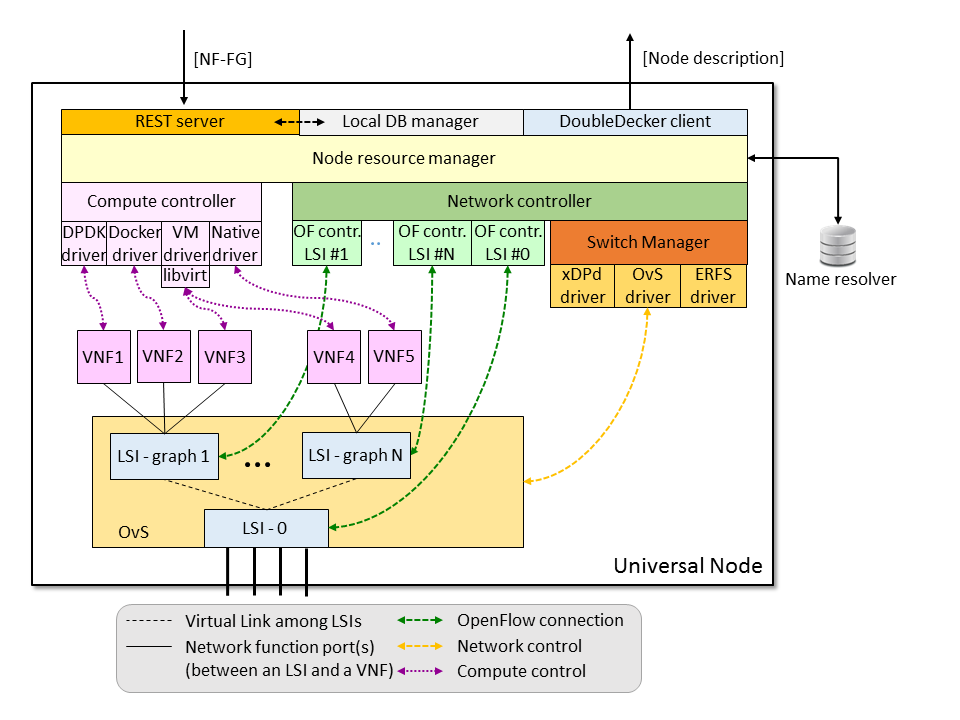 [NF-FG]
[Node description]
REST server
Local DB manager
DoubleDecker client
Node resource manager
Compute controller
Network controller
DPDK
driver
Docker
driver
VM
driver
libvirt
Native
driver
OF contr.
LSI #1
..
OF contr.
LSI #N
OF contr.
LSI #0
Switch Manager
xDPd
driver
OvS
driver
ERFS
driver
Name resolver
VNF1
VNF2
VNF3
VNF4
VNF5
LSI - graph 1
...
LSI - graph N
LSI - 0
OvS
Universal Node
Virtual Link among LSIs
Network function port(s)
(between an LSI and a VNF)
OpenFlow connection
Network control
Compute control